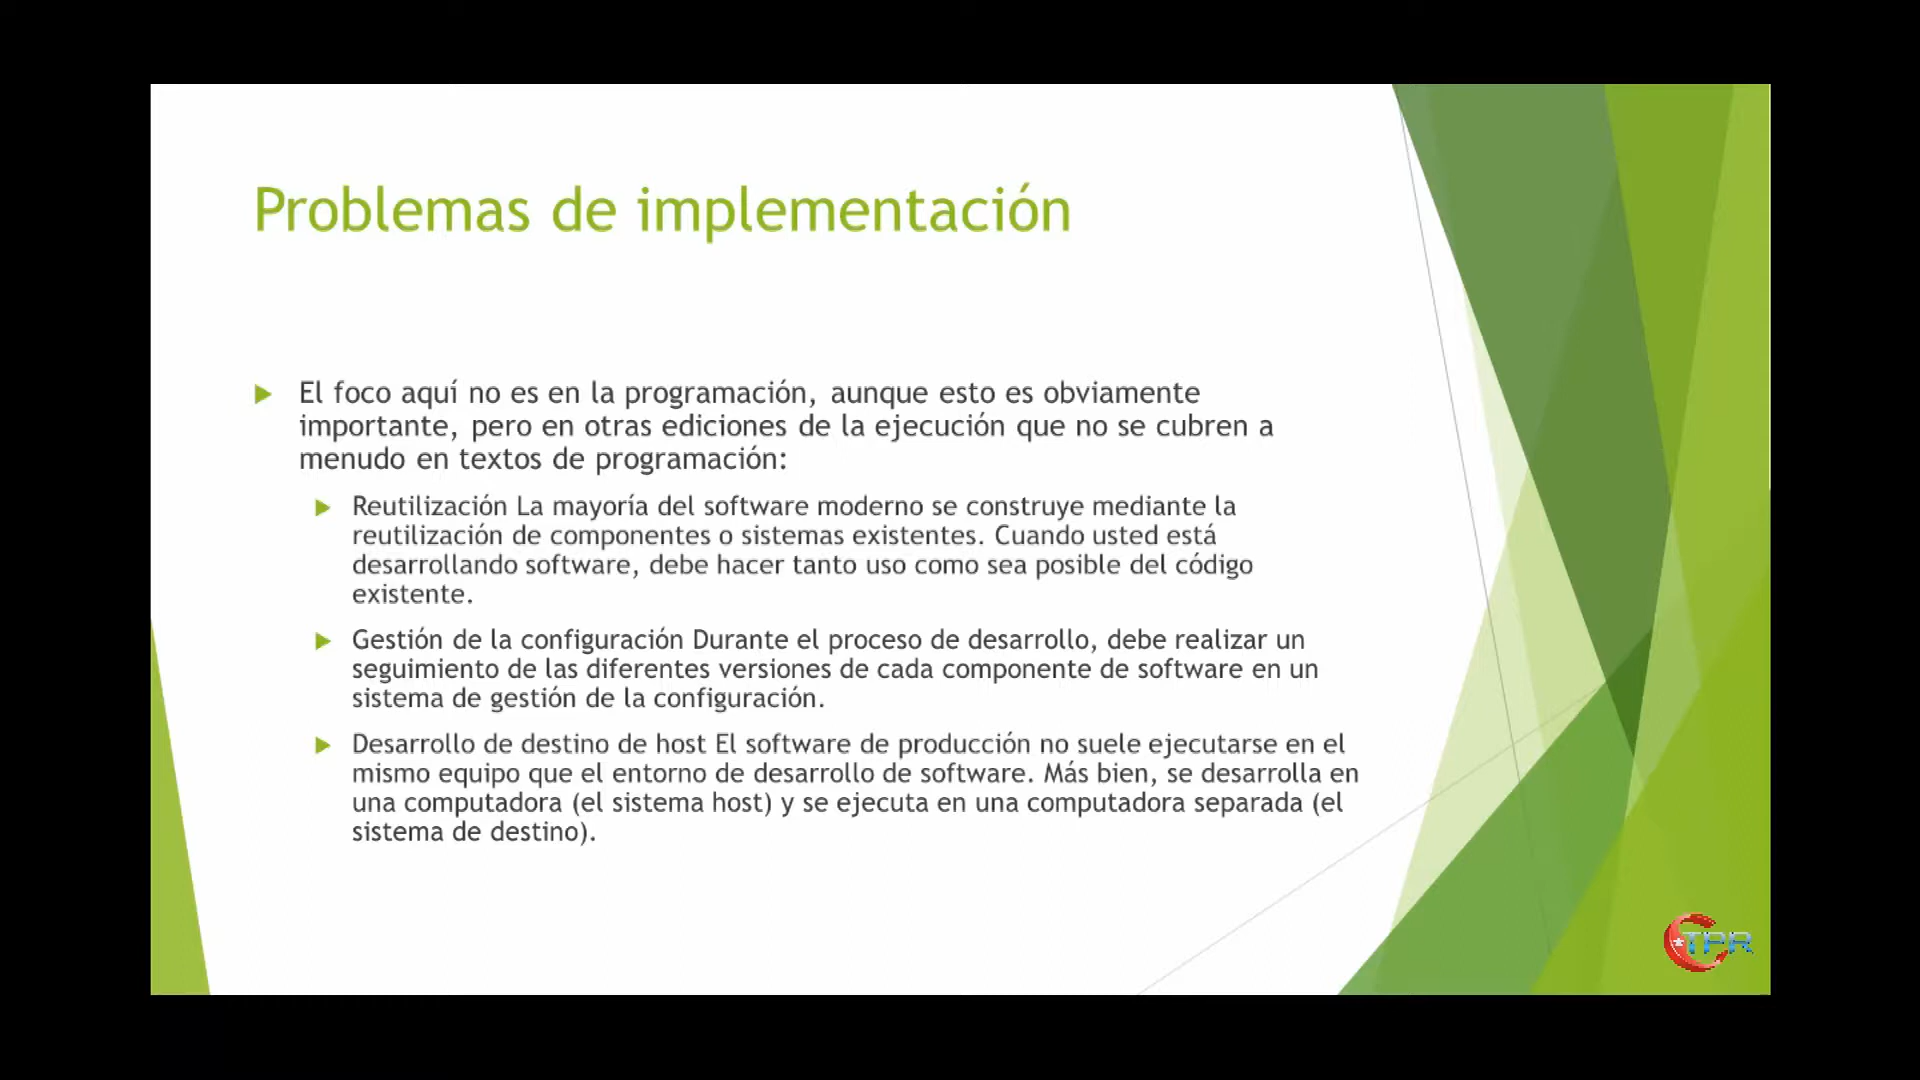 Problemas de implementación
El foco aquí no es en la programación, aunque esto es obviamente
importante, pero en otras ediciones de la ejecución que no se cubren a
menudo en textos de programación:
Reutilización La mayoría del software moderno se construye mediante la
reutilización de componentes o sistemas existentes. Cuando usted está
desarrollando software, debe hacer tanto uso como sea posible del código
existente.
Gestión de la configuración Durante el proceso de desarrollo, debe realizar un
seguimiento de las diferentes versiones de cada componente de software en un
sistema de gestión de la configuración.
Desarrollo de destino de host El software de producción no suele ejecutarse en el
mismo equipo que el entorno de desarrollo de software. Más bien, se desarrolla en
una computadora (el sistema host) y se ejecuta en una computadora separada (el
sistema de destino).
TPR